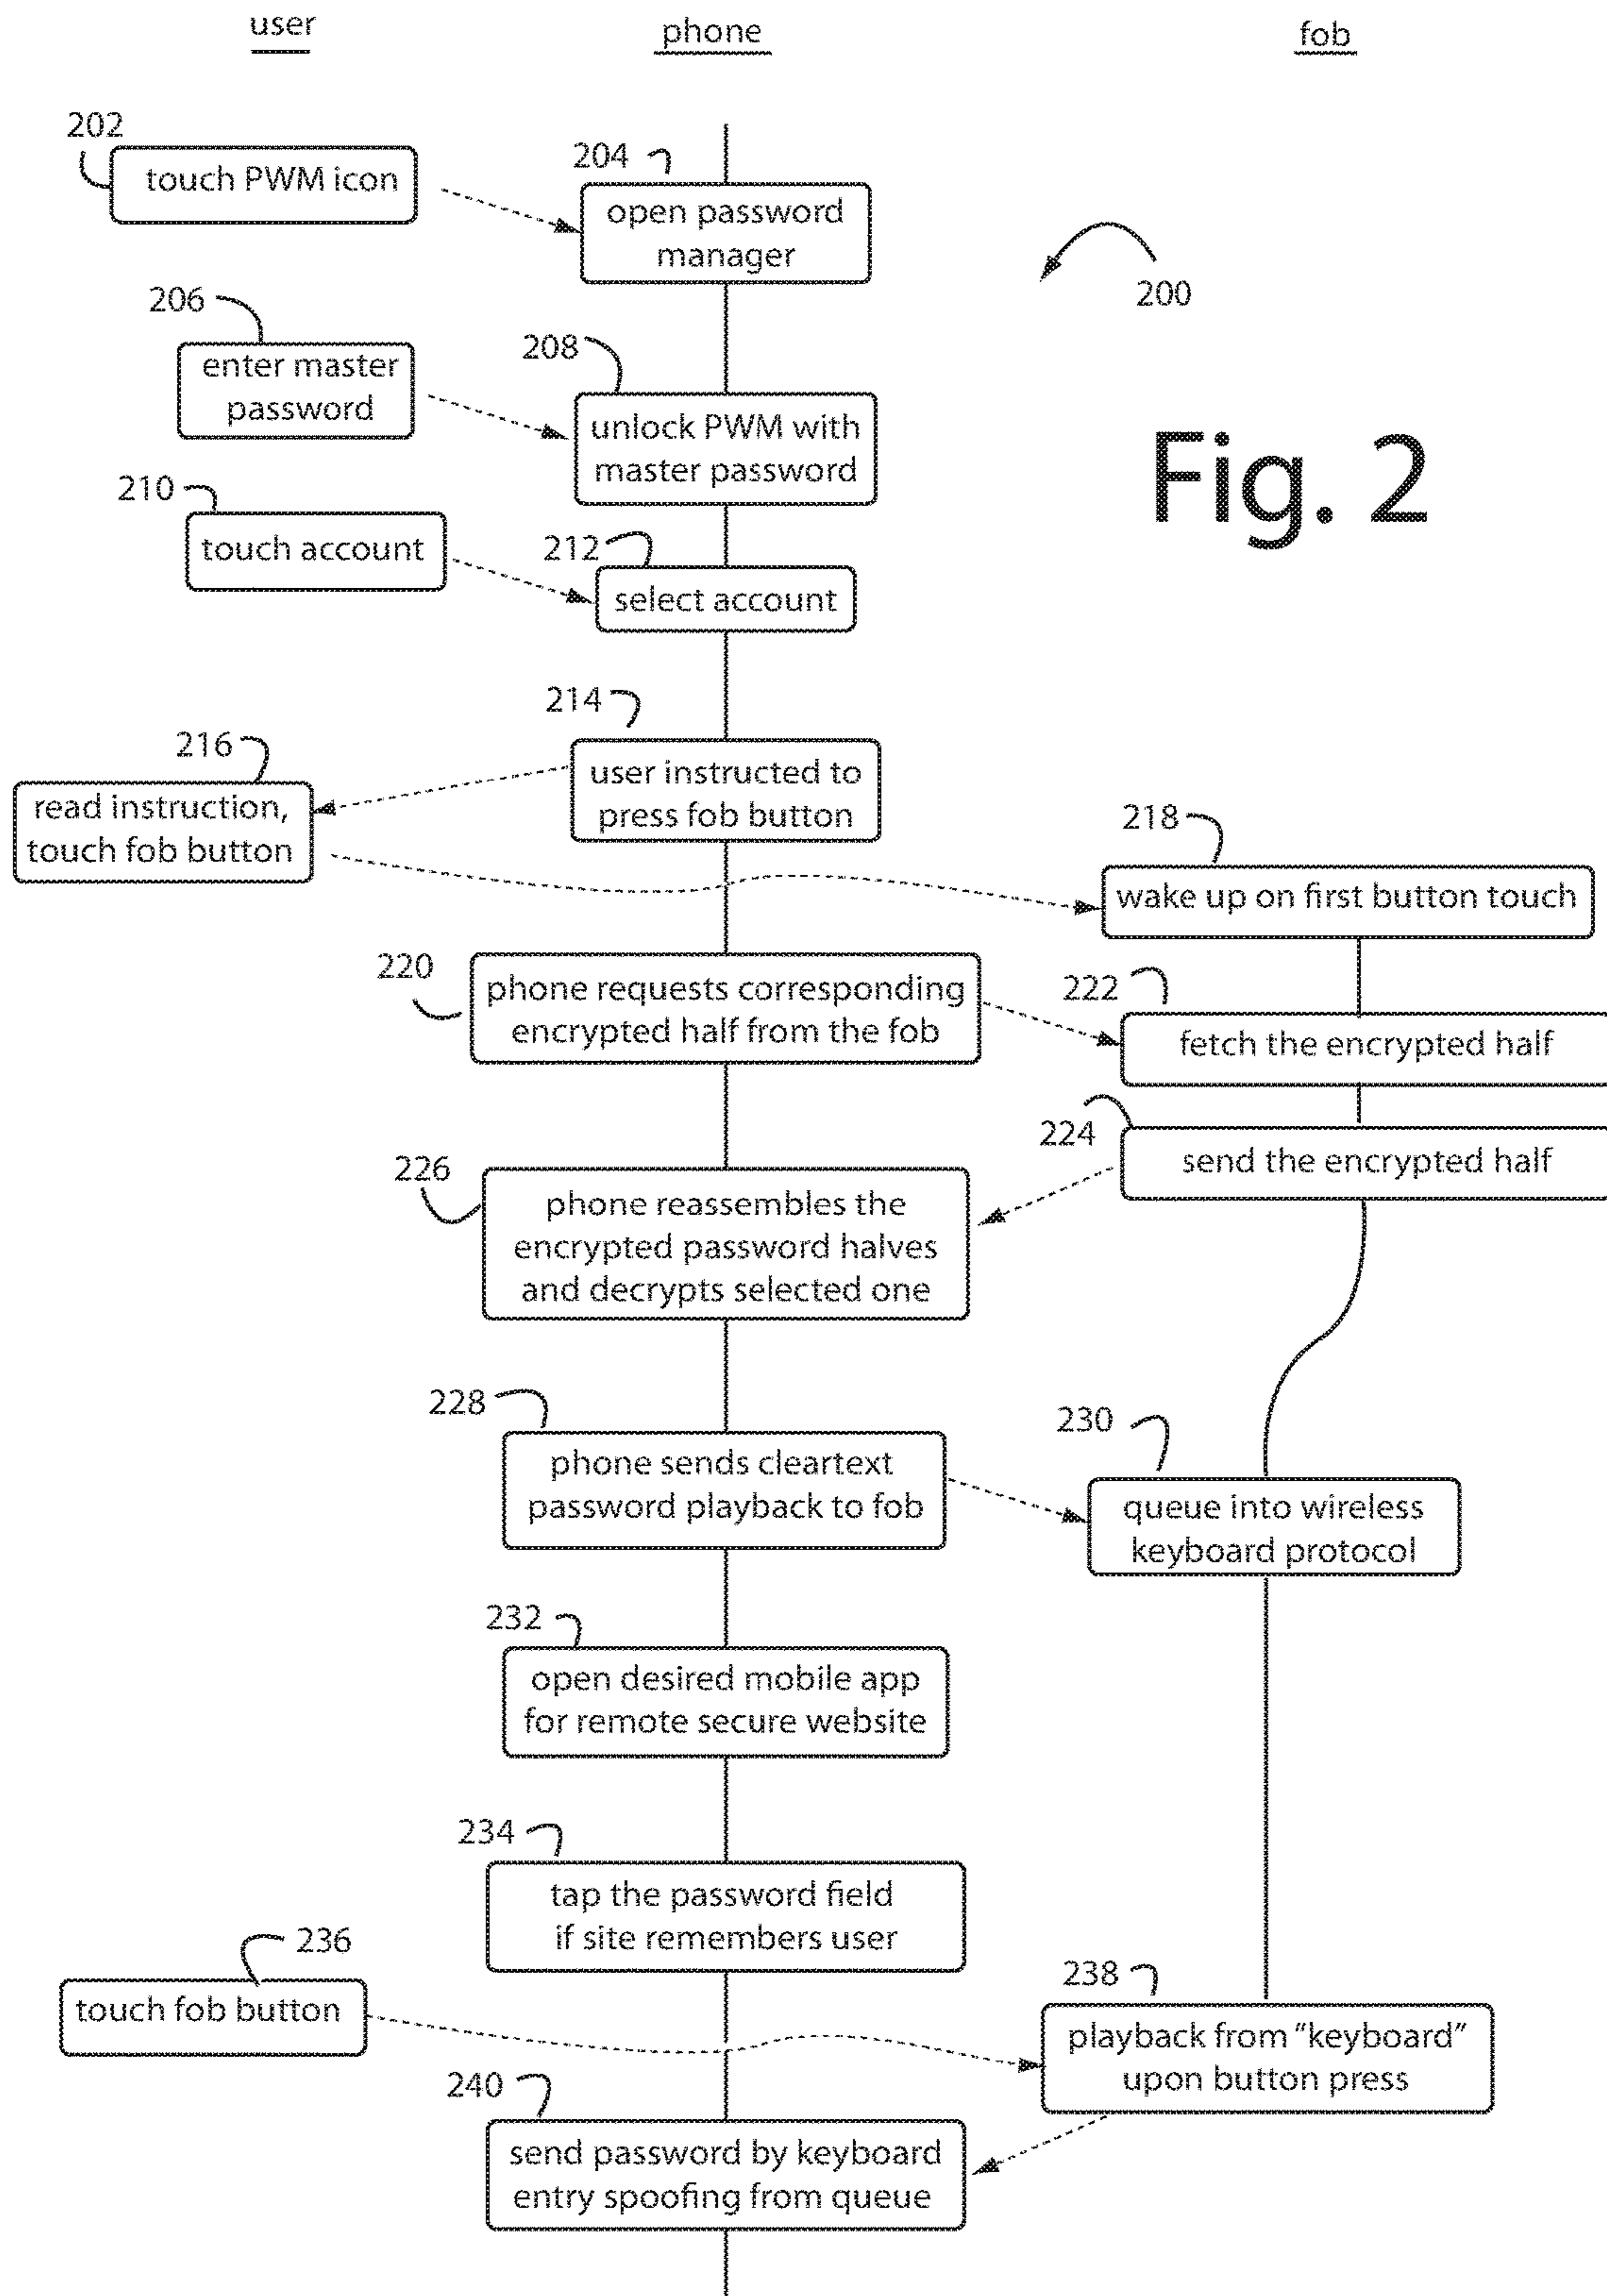 user
phone
fob
202
touch PWM icon
204
open password
manager
200
206
enter master
password
208
unlock PWM with
master password
Fig. 2
210
touch account
212
select account
214
user instructed to
press fob button
216
read instruction,
touch fob button
218
wake up on first button touch
220
phone requests corresponding
encrypted half from the fob
222
fetch the encrypted half
224
send the encrypted half
226
phone reassembles the
encrypted password halves
and decrypts selected one
228
phone sends cleartext
password playback to fob
230
queue into wireless
keyboard protocol
232
open desired mobile app
for remote secure website
234
tap the password field
if site remembers user
236
touch fob button
238
playback from “keyboard”
upon button press
240
send password by keyboard
entry spoofing from queue